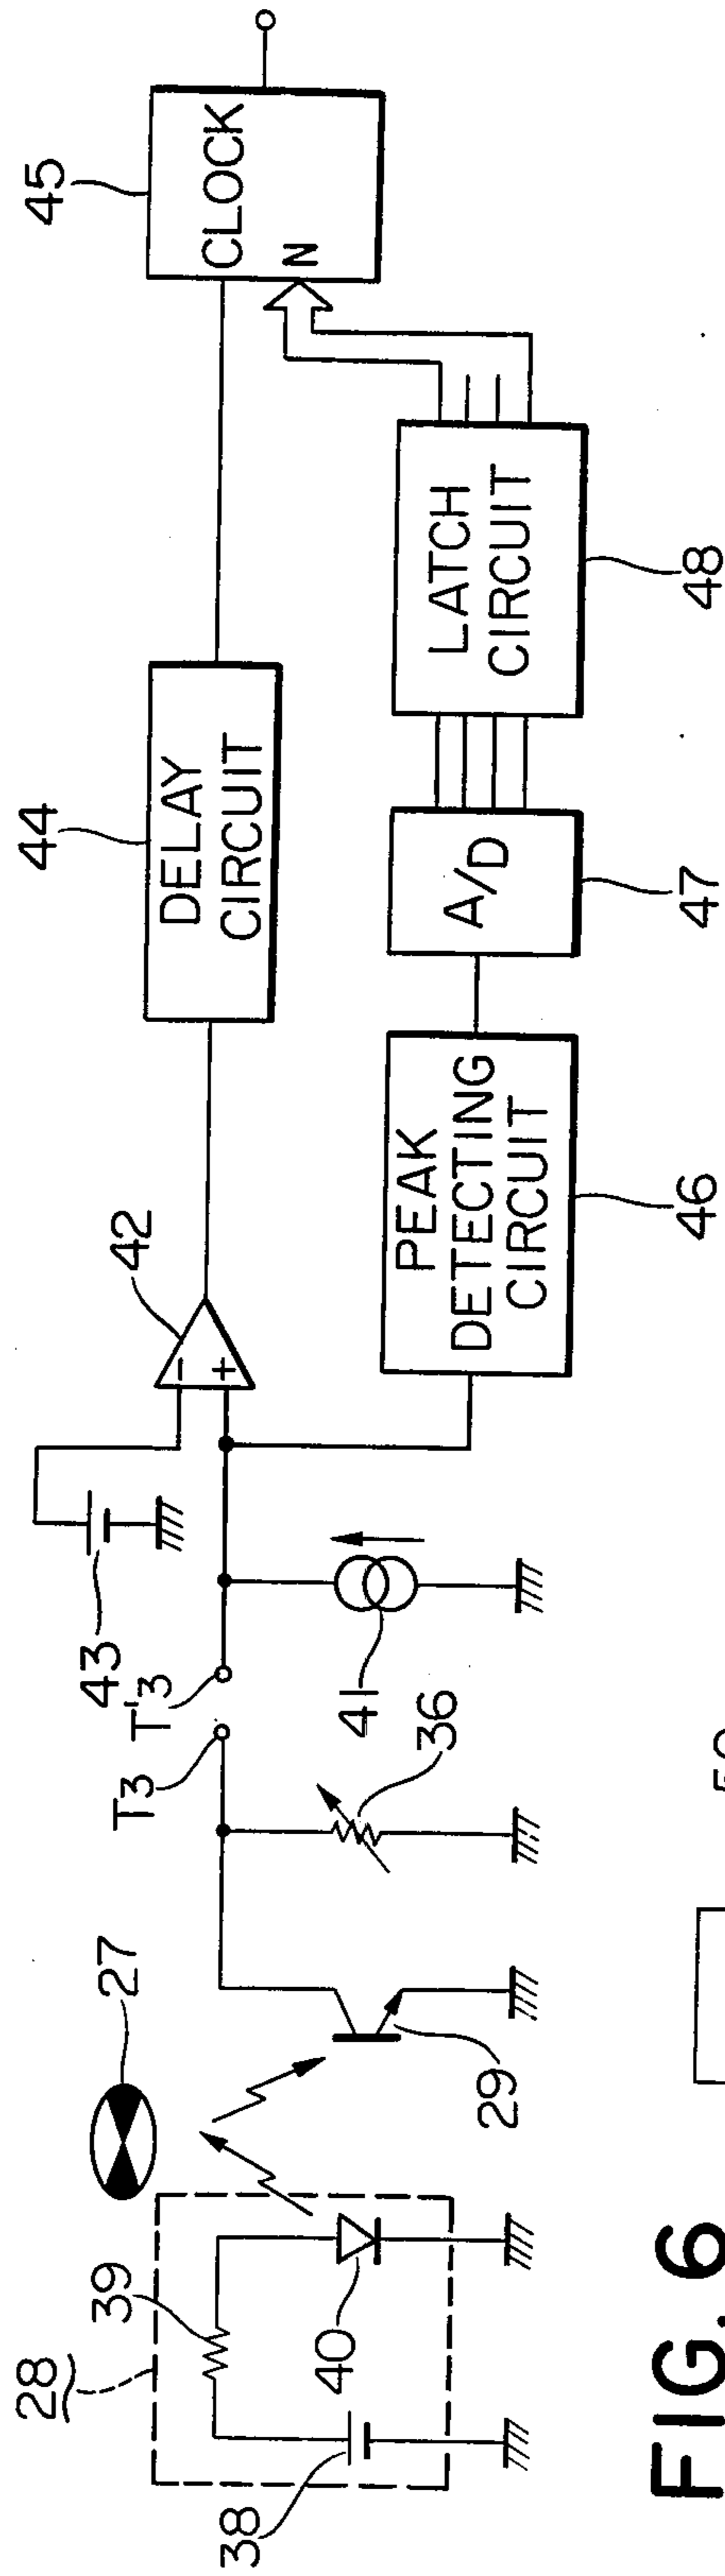 28
39
38
40
27
29
T3
T'3
36
41
43
42
-
+
44
DELAY
CIRCUIT
45
CLOCK
N
PEAK
DETECTING
CIRCUIT
46
A/D
47
LATCH
CIRCUIT
48
FIG. 6